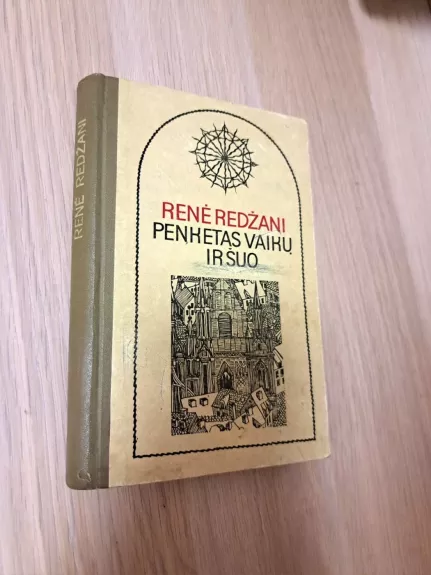 RENĖ REDŽANI
RENĖ REDŽANI
PENKETAS VAIKŲ
IR ŠUO